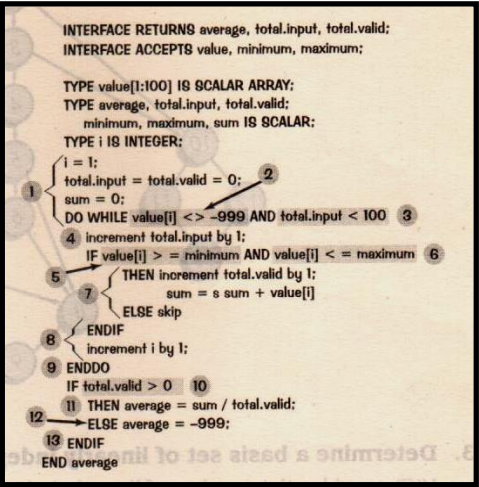 INTERFACE RETURNS average, total.input, total.valid;
INTERFACE ACCEPTS value, minimum, maximum;
TYPE value[1:100] IS SCALAR ARRAY;
TYPE average, total.input, total.valid;
minimum, maximum, sum IS SCALAR:
TYPE i IS INTEGER;
i = 1;
1 total.input = total.valid = 0; 2
sum = 0;
DO WHILE value[i] <> -999 AND total.input < 100 3
4 increment total.input by 1;
IF value[i] > = minimum AND value[i] < = maximum 6
5
7 THEN increment total.valid by 1;
sum = s sum + value[i]
ELSE skip
8 ENDIF
increment i by 1;
9 ENDDO
IF total.valid > 0 10
11 THEN average = sum / total.valid;
12 ELSE average = -999;
13 ENDIF
END average
3. Determine a basis set of linearly inde